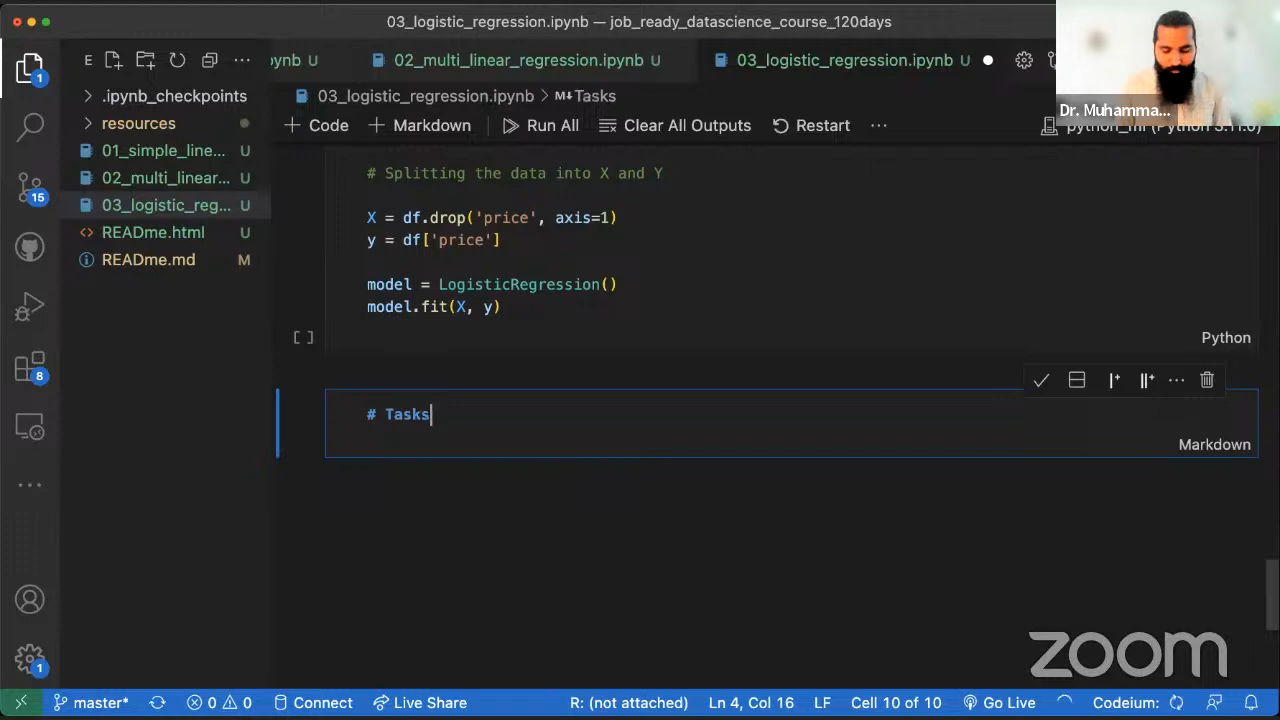 03_logistic_regression.ipynb — job_ready_datascience_course_120days
E
ynb U
02_multi_linear_regression.ipynb U
03_logistic_regression.ipynb U
Dr. Muhamma...
.ipynb_checkpoints
03_logistic_regression.ipynb > M↓Tasks
resources
+ Code + Markdown
Run All
Clear All Outputs
Restart
01_simple_line... U
02_multi_linear... U
03_logistic_reg... U
READme.html U
READme.md M
1
15
8
1
# Splitting the data into X and Y
X = df.drop('price', axis=1)
y = df['price']
model = LogisticRegression()
model.fit(X, y)
[ ]
Python
# Tasks
Markdown
zoom
master* 0 0 Connect Live Share R: (not attached) Ln 4, Col 16 LF Cell 10 of 10 Go Live Codeium: